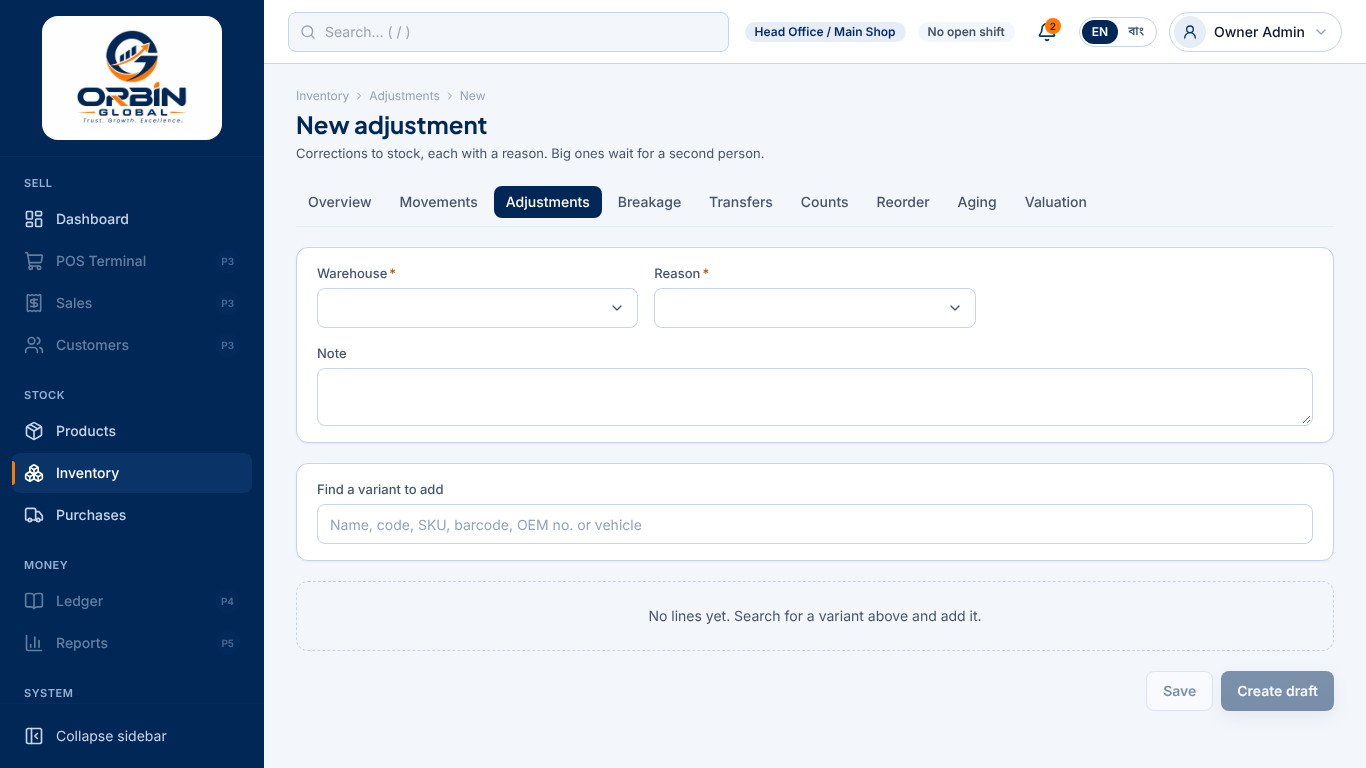 ORBIN
GLOBAL
Trust. Growth. Excellence.
SELL
Dashboard
POS Terminal P3
Sales P3
Customers P3
STOCK
Products
Inventory
Purchases
MONEY
Ledger P4
Reports P5
SYSTEM
Collapse sidebar
Search... ( / )
Head Office / Main Shop
No open shift
2
EN
বাং
Owner Admin
Inventory > Adjustments > New
New adjustment
Corrections to stock, each with a reason. Big ones wait for a second person.
Overview Movements Adjustments Breakage Transfers Counts Reorder Aging Valuation
Warehouse* Reason*
Note
Find a variant to add
Name, code, SKU, barcode, OEM no. or vehicle
No lines yet. Search for a variant above and add it.
Save Create draft